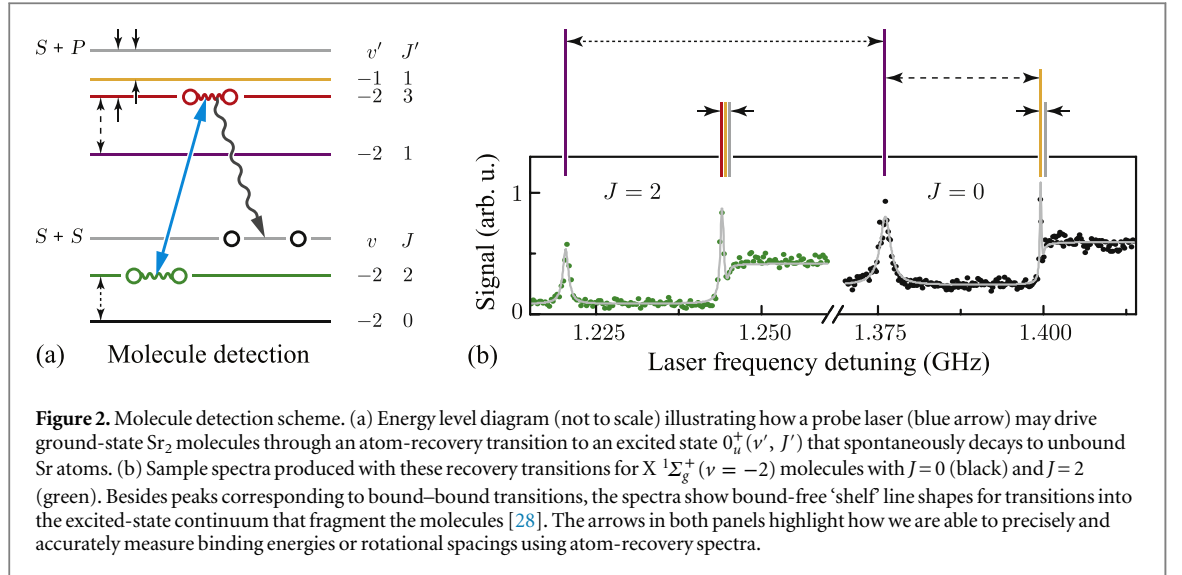 S + P
v′ J′
−1 1
−2 3
−2 1
S + S
v J
−2 2
−2 0
(a) Molecule detection
J = 2
J = 0
Signal (arb. u.)
1
0
1.225
1.250
1.375
1.400
(b) Laser frequency detuning (GHz)
Figure 2. Molecule detection scheme. (a) Energy level diagram (not to scale) illustrating how a probe laser (blue arrow) may drive
ground-state Sr₂ molecules through an atom-recovery transition to an excited state 0ᵤ⁺(v′, J′) that spontaneously decays to unbound
Sr atoms. (b) Sample spectra produced with these recovery transitions for X ¹Σg⁺(v = −2) molecules with J = 0 (black) and J = 2
(green). Besides peaks corresponding to bound–bound transitions, the spectra show bound-free ‘shelf’ line shapes for transitions into
the excited-state continuum that fragment the molecules [28]. The arrows in both panels highlight how we are able to precisely and
accurately measure binding energies or rotational spacings using atom-recovery spectra.